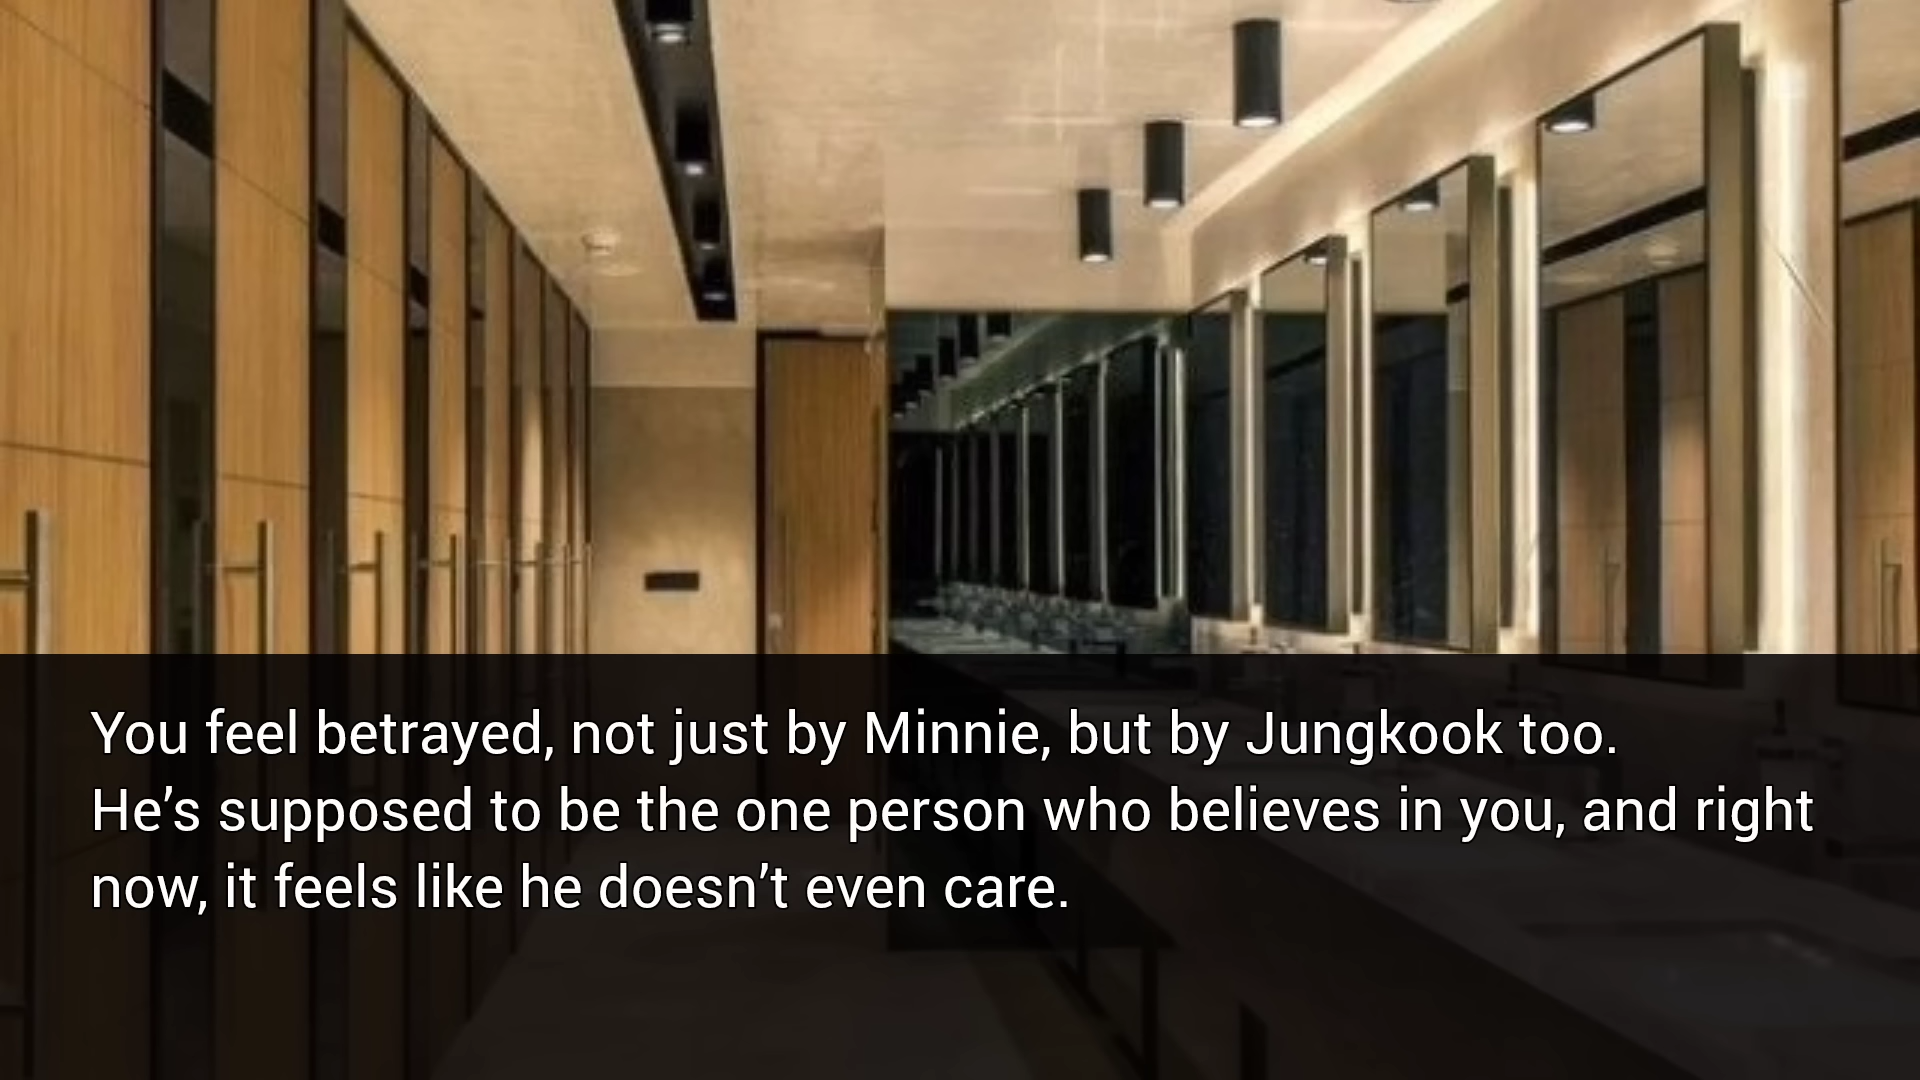 You feel betrayed, not just by Minnie, but by Jungkook too.
He’s supposed to be the one person who believes in you, and right
now, it feels like he doesn’t even care.